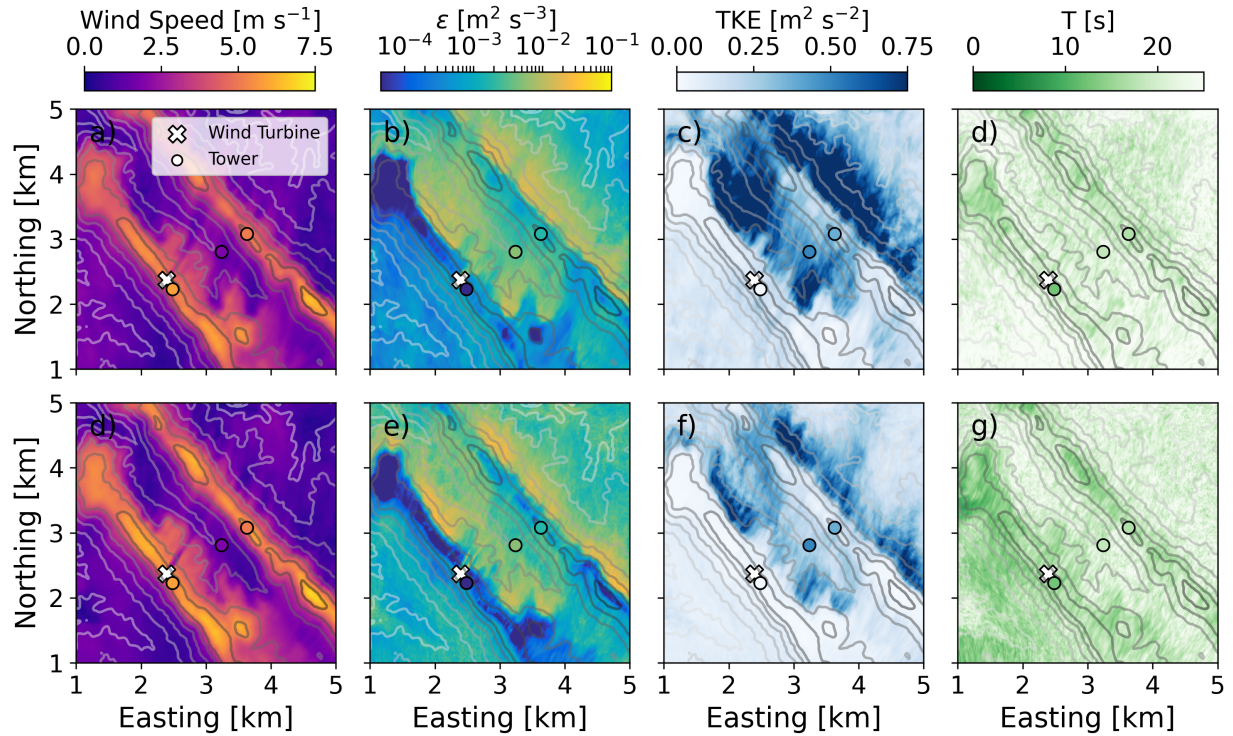 Wind Speed [m s⁻¹] ε [m² s⁻³] TKE [m² s⁻²] T [s]
0.0 2.5 5.0 7.5 10⁻⁴ 10⁻³ 10⁻² 10⁻¹ 0.00 0.25 0.50 0.75 0 10 20
a) b) c) d)
Wind Turbine
Tower
5
4
3
2
1
Northing [km]
d) e) f) g)
5
4
3
2
1
Northing [km]
1 2 3 4 5 1 2 3 4 5 1 2 3 4 5 1 2 3 4 5
Easting [km] Easting [km] Easting [km] Easting [km]